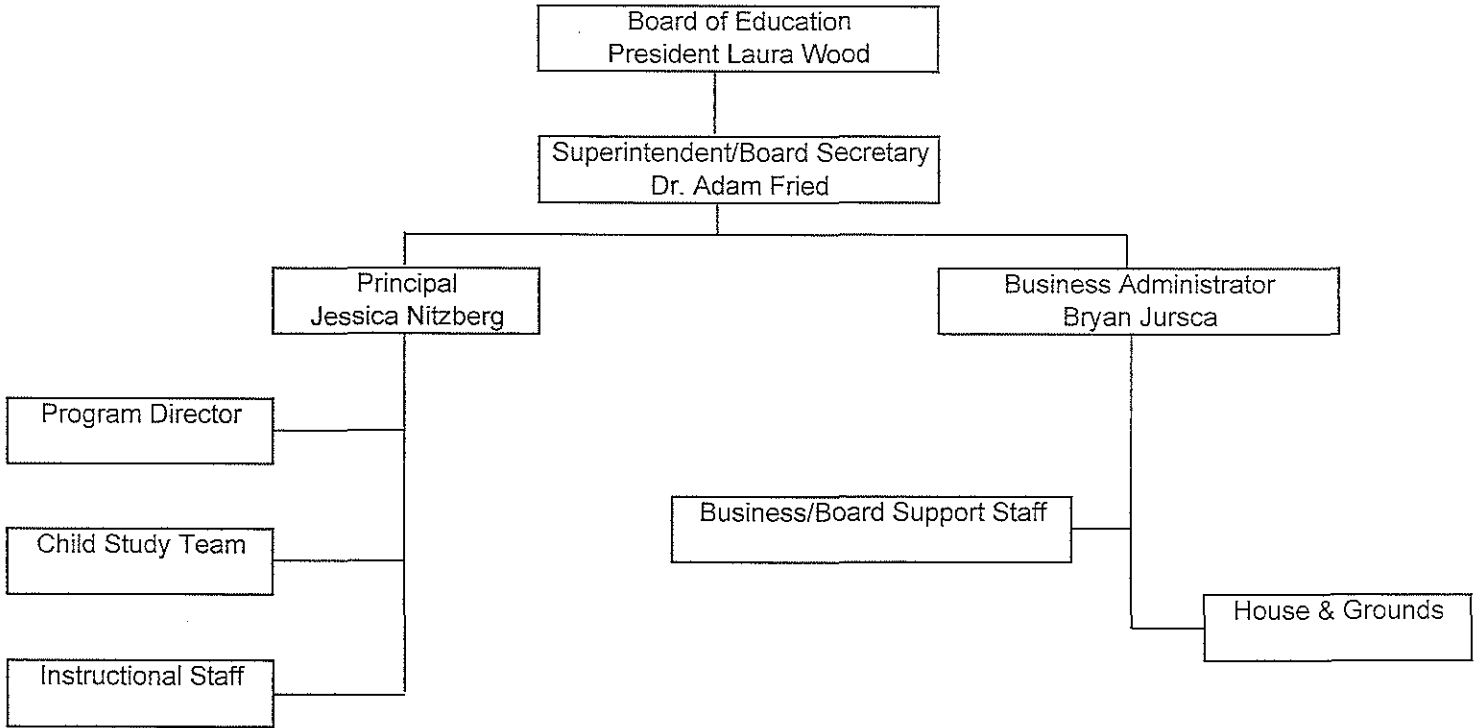 Board of Education
President Laura Wood
Superintendent/Board Secretary
Dr. Adam Fried
Principal
Jessica Nitzberg
Business Administrator
Bryan Jursca
Program Director
Business/Board Support Staff
Child Study Team
House & Grounds
Instructional Staff